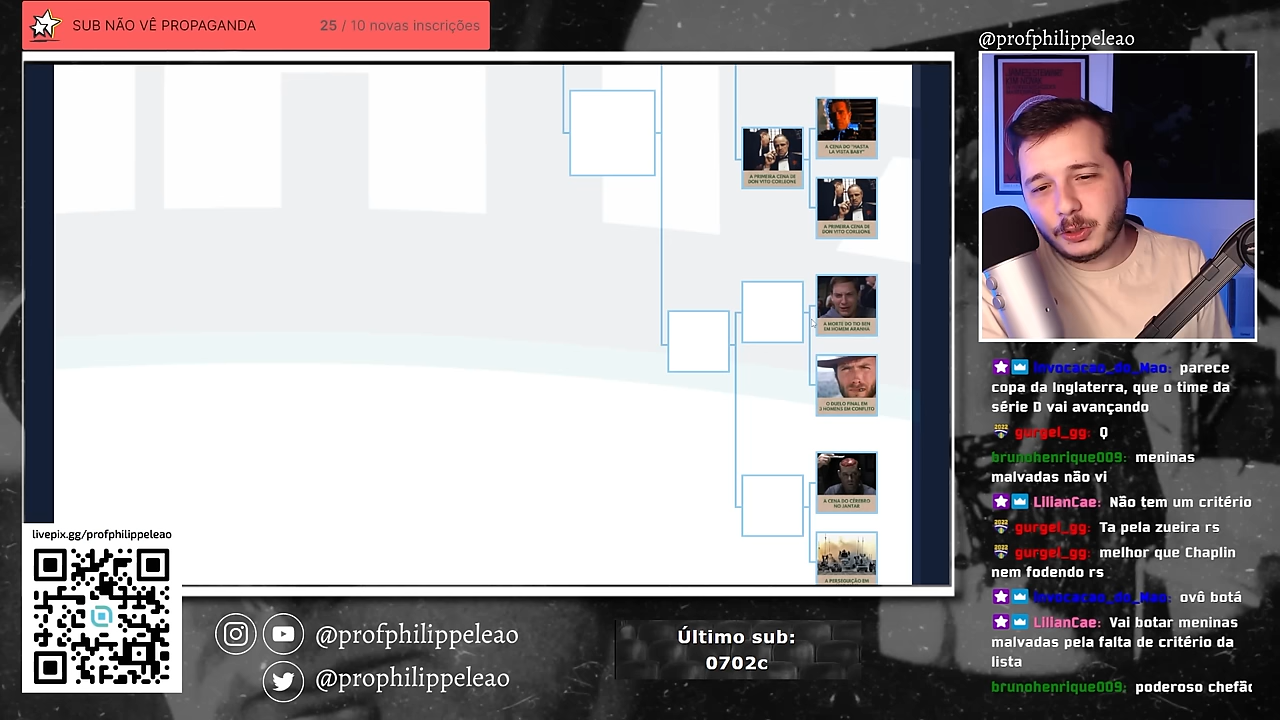 SUB NÃO VÊ PROPAGANDA
25 / 10 novas inscrições
@profphilippeleao
A CENA DO "HASTA
LA VISTA BABY"
A PRIMEIRA CENA DE
DON VITO CORLEONE
A PRIMEIRA CENA DE
DON VITO CORLEONE
A MORTE DO TIO BEN
EM HOMEM ARANHA
O DUELO FINAL EM
3 HOMENS EM CONFLITO
A CENA DO CÉREBRO
NO JANTAR
A PERSEGUIÇÃO EM
Invocacao_do_Mao: parece
copa da Inglaterra, que o time da
série D vai avançando
gurgel_gg: Q
brunohenrique009: meninas
malvadas não vi
LilianCae: Não tem um critério
gurgel_gg: Ta pela zueira rs
gurgel_gg: melhor que Chaplin
nem fodendo rs
Invocacao_do_Mao: ovô botá
LilianCae: Vai botar meninas
malvadas pela falta de critério da
lista
brunohenrique009: poderoso chefão
livepix.gg/profphilippeleao
@profphilippeleao
@prophilippeleao
Último sub:
0702c